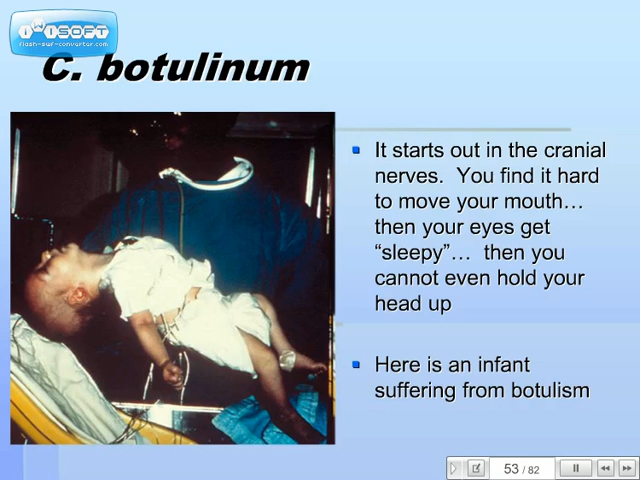 iWiSOFT
flash-swf-converter.com
C. botulinum
It starts out in the cranial
nerves.  You find it hard
to move your mouth…
then your eyes get
“sleepy”…  then you
cannot even hold your
head up
Here is an infant
suffering from botulism
53 / 82